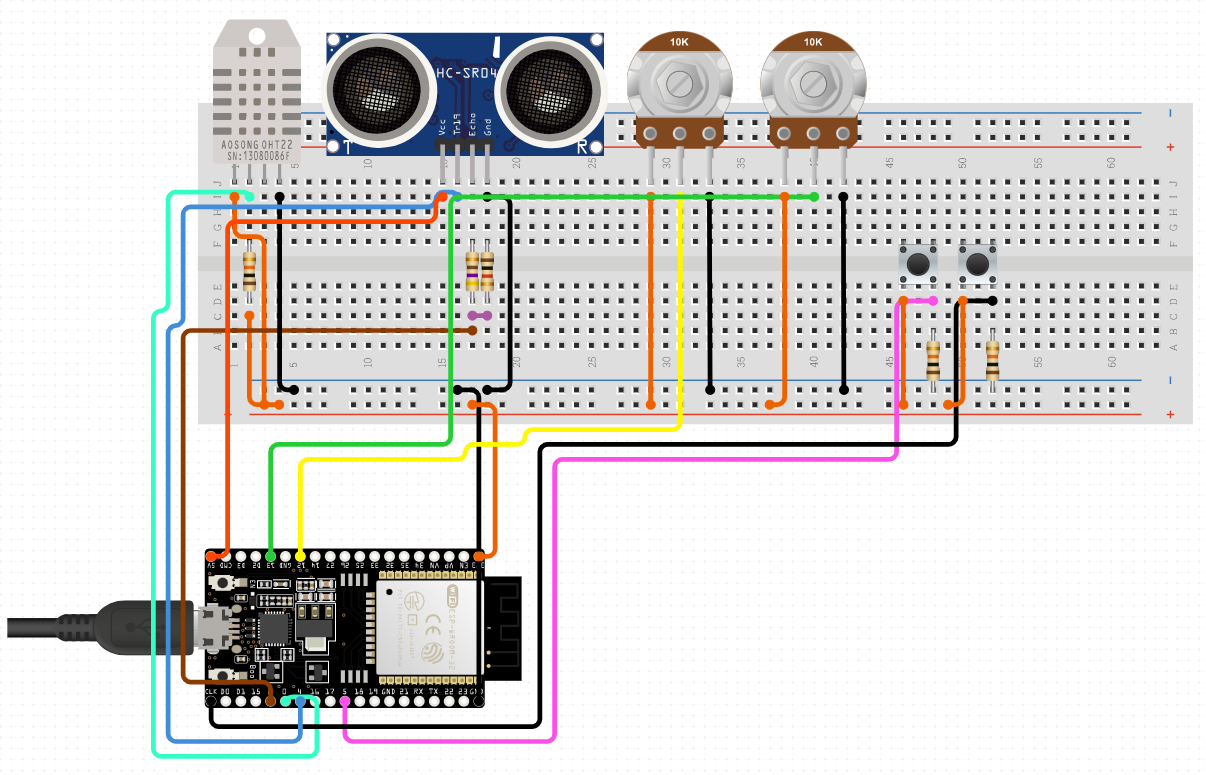 10K
10K
HC-SR04
Vcc
Trig
Echo
Gnd
T
R
AOSONG DHT22
SN:13080086F
-
+
5
10
15
20
25
30
35
40
45
50
55
60
J
I
H
G
F
E
D
C
B
A
J
I
H
G
F
E
D
C
B
A
1
5
10
15
20
25
30
35
40
45
50
55
60
-
+
5V
CMD
D3
D2
13
GND
12
14
27
26
25
33
32
35
34
VN
VP
EN
ESP-WROOM-32
CLK
D0
D1
15
0
4
16
17
5
18
19
GND
21
RX
TX
22
23
GND